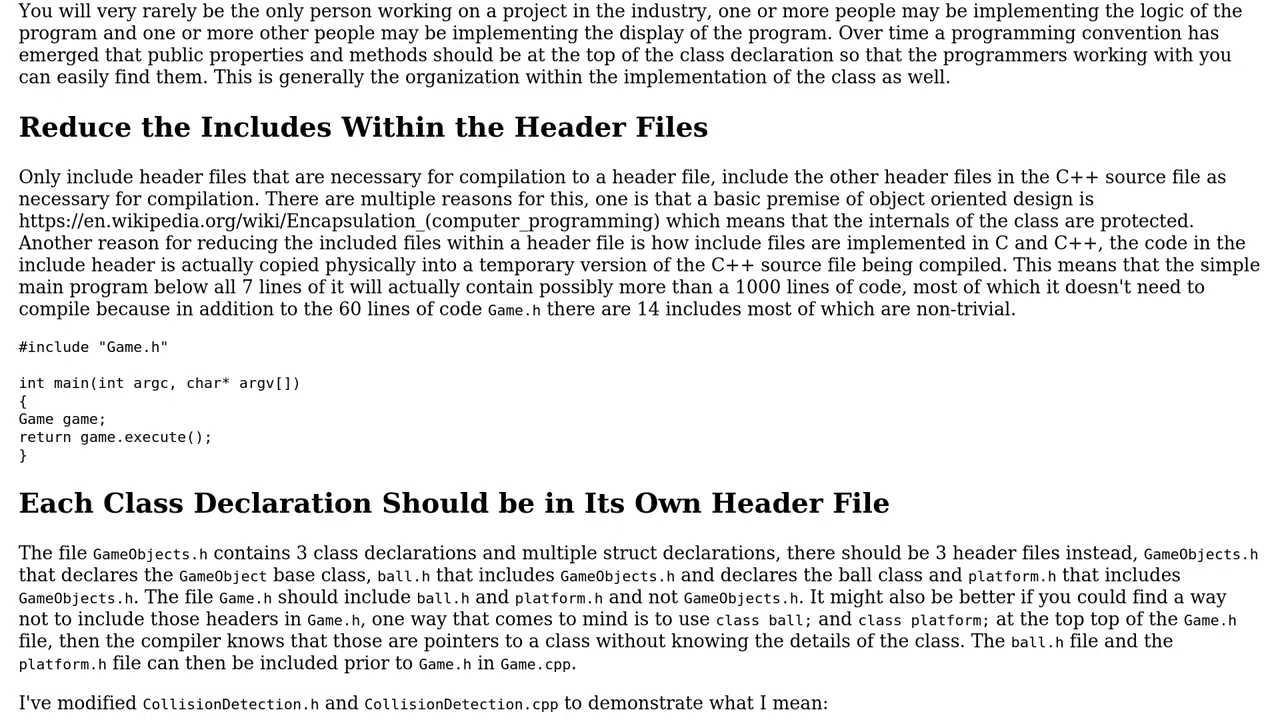 You will very rarely be the only person working on a project in the industry, one or more people may be implementing the logic of the
program and one or more other people may be implementing the display of the program. Over time a programming convention has
emerged that public properties and methods should be at the top of the class declaration so that the programmers working with you
can easily find them. This is generally the organization within the implementation of the class as well.
Reduce the Includes Within the Header Files
Only include header files that are necessary for compilation to a header file, include the other header files in the C++ source file as
necessary for compilation. There are multiple reasons for this, one is that a basic premise of object oriented design is
https://en.wikipedia.org/wiki/Encapsulation_(computer_programming) which means that the internals of the class are protected.
Another reason for reducing the included files within a header file is how include files are implemented in C and C++, the code in the
include header is actually copied physically into a temporary version of the C++ source file being compiled. This means that the simple
main program below all 7 lines of it will actually contain possibly more than a 1000 lines of code, most of which it doesn't need to
compile because in addition to the 60 lines of code Game.h there are 14 includes most of which are non-trivial.
#include "Game.h"
int main(int argc, char* argv[])
{
Game game;
return game.execute();
}
Each Class Declaration Should be in Its Own Header File
The file GameObjects.h contains 3 class declarations and multiple struct declarations, there should be 3 header files instead, GameObjects.h
that declares the GameObject base class, ball.h that includes GameObjects.h and declares the ball class and platform.h that includes
GameObjects.h. The file Game.h should include ball.h and platform.h and not GameObjects.h. It might also be better if you could find a way
not to include those headers in Game.h, one way that comes to mind is to use class ball; and class platform; at the top top of the Game.h
file, then the compiler knows that those are pointers to a class without knowing the details of the class. The ball.h file and the
platform.h file can then be included prior to Game.h in Game.cpp.
I've modified CollisionDetection.h and CollisionDetection.cpp to demonstrate what I mean: